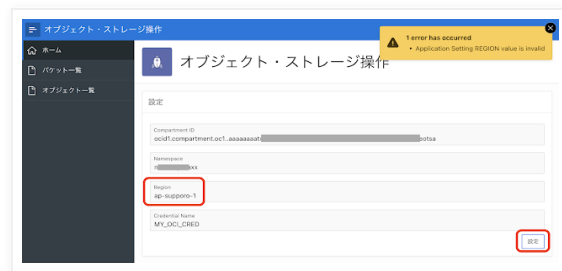 オブジェクト・ストレージ操作
1 error has occurred
• Application Setting REGION value is invalid
ホーム
バケット一覧
オブジェクト一覧
オブジェクト・ストレージ操作
設定
Compartment ID
ocid1.compartment.oc1..aaaaaaaat eotsa
Namespace
Region
ap-supporo-1
Credential Name
MY_OCI_CRED
設定